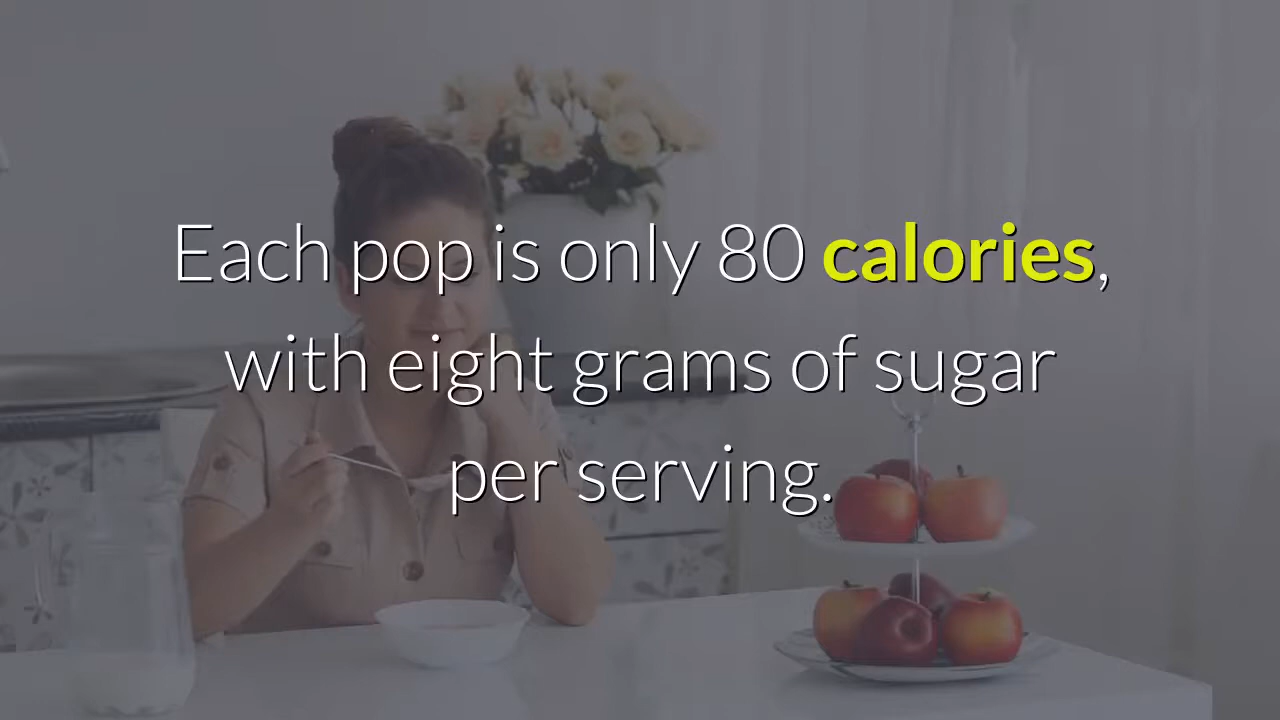 Each pop is only 80 calories,
with eight grams of sugar
per serving.